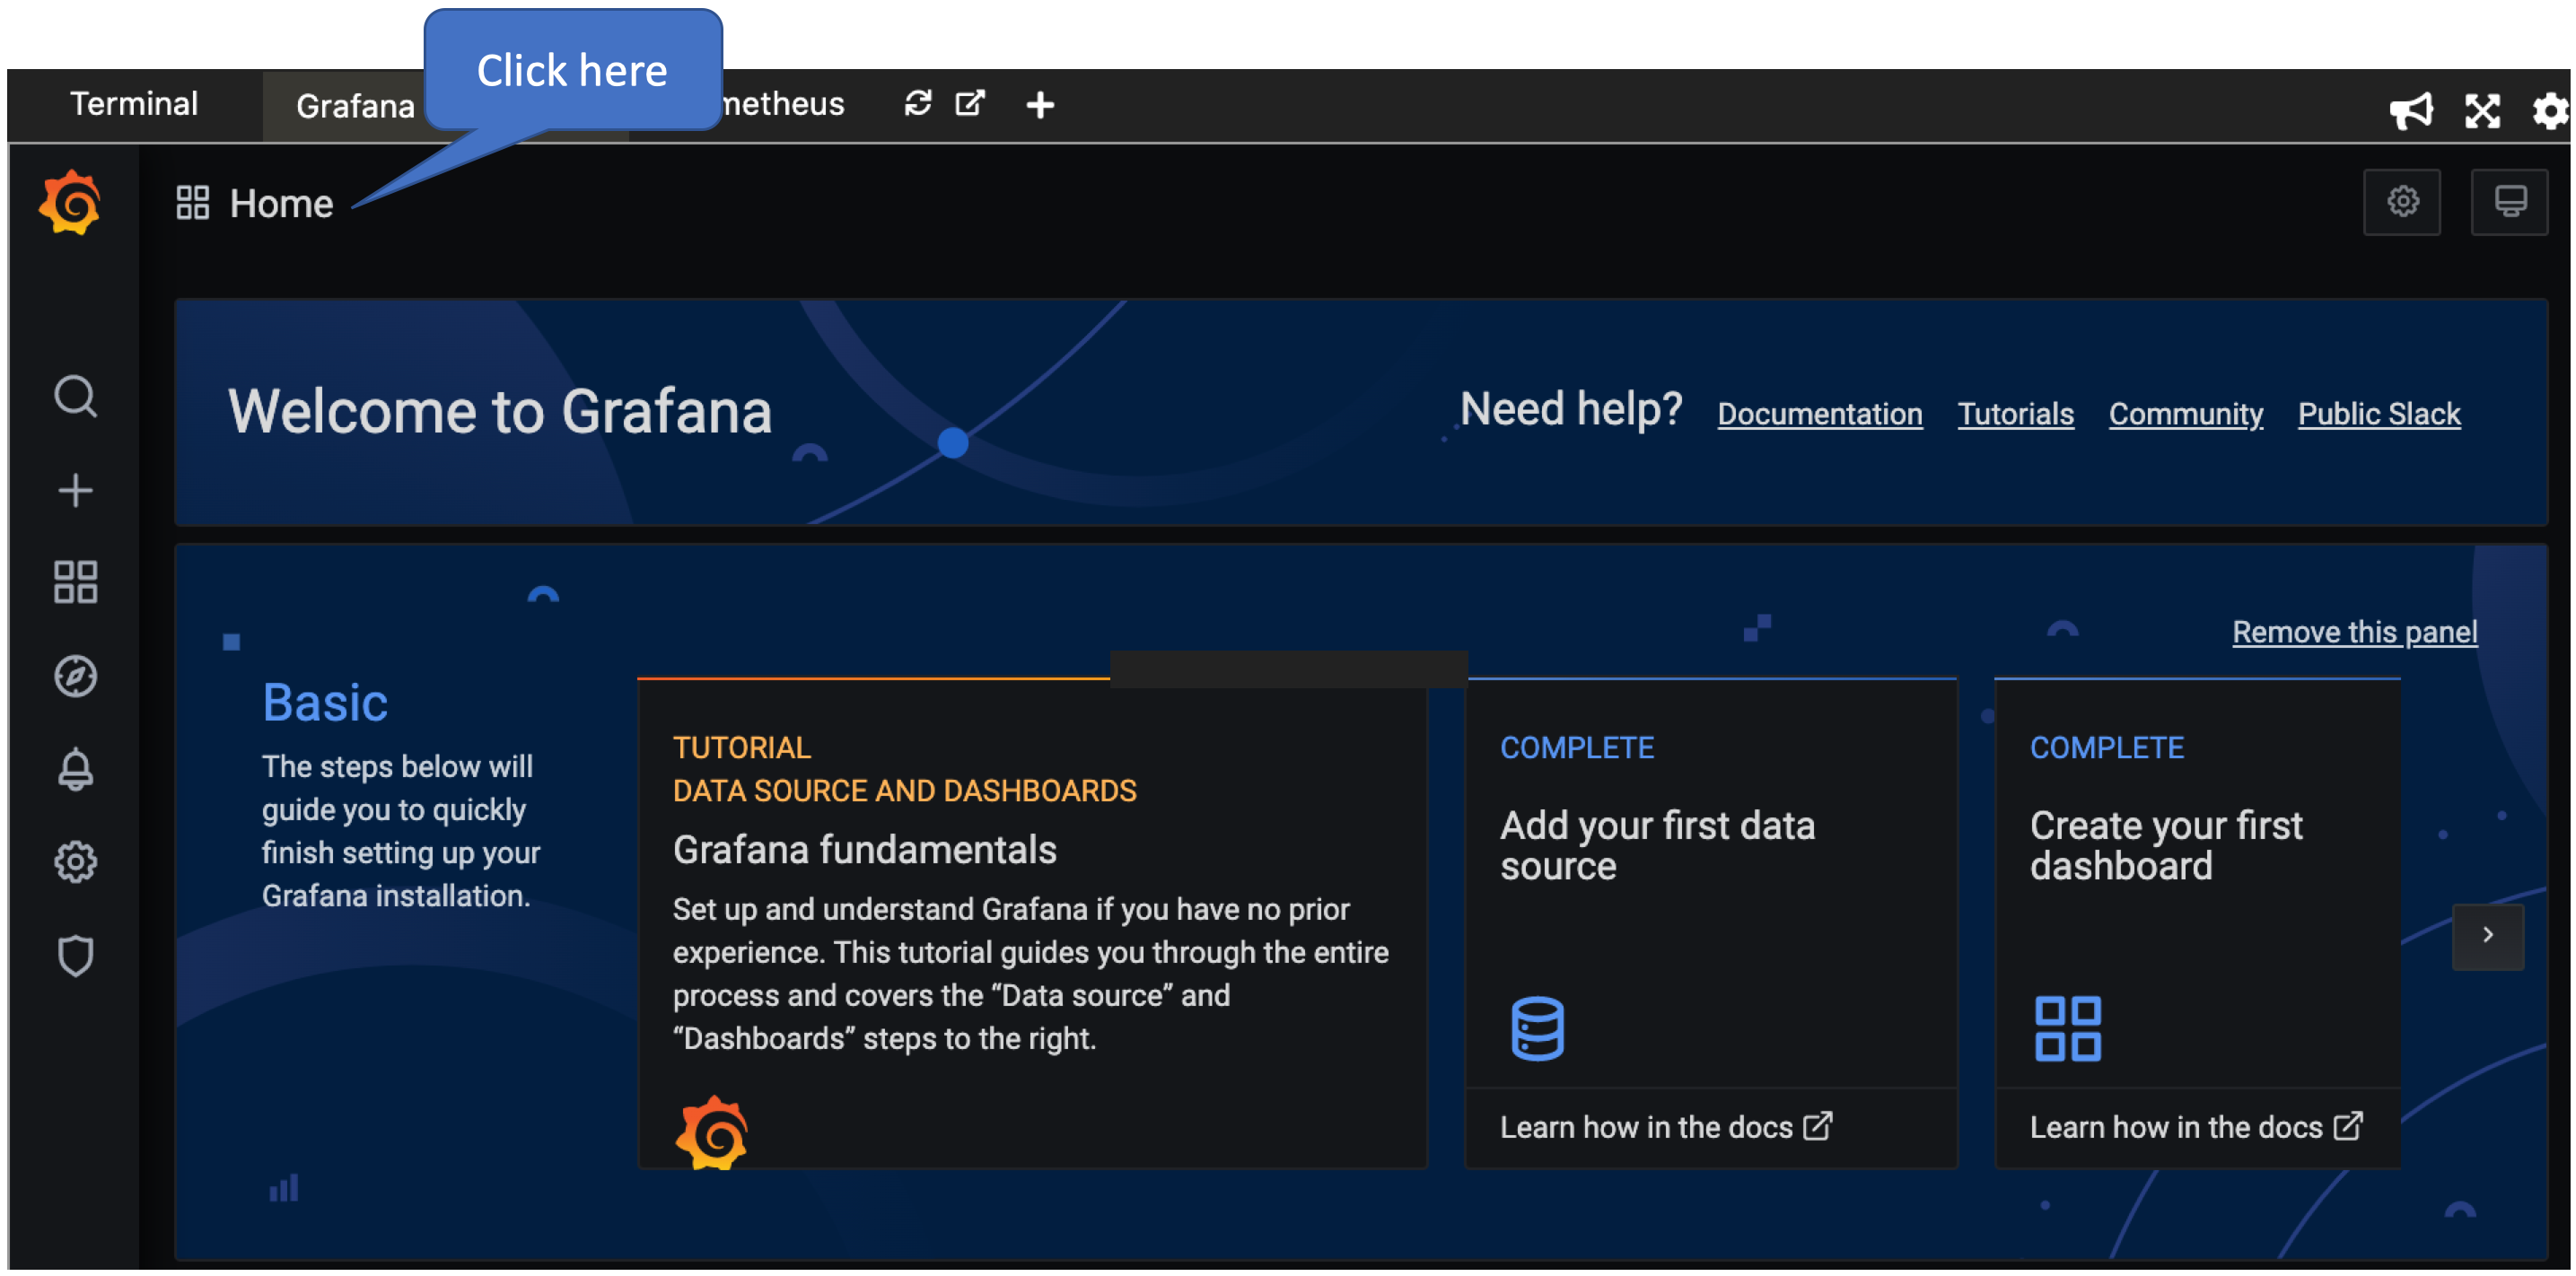 Click here
Terminal
Grafana
metheus
Home
Welcome to Grafana
Need help? Documentation Tutorials Community Public Slack
Remove this panel
Basic
The steps below will
guide you to quickly
finish setting up your
Grafana installation.
TUTORIAL
DATA SOURCE AND DASHBOARDS
Grafana fundamentals
Set up and understand Grafana if you have no prior
experience. This tutorial guides you through the entire
process and covers the “Data source” and
“Dashboards” steps to the right.
COMPLETE
Add your first data
source
Learn how in the docs
COMPLETE
Create your first
dashboard
Learn how in the docs